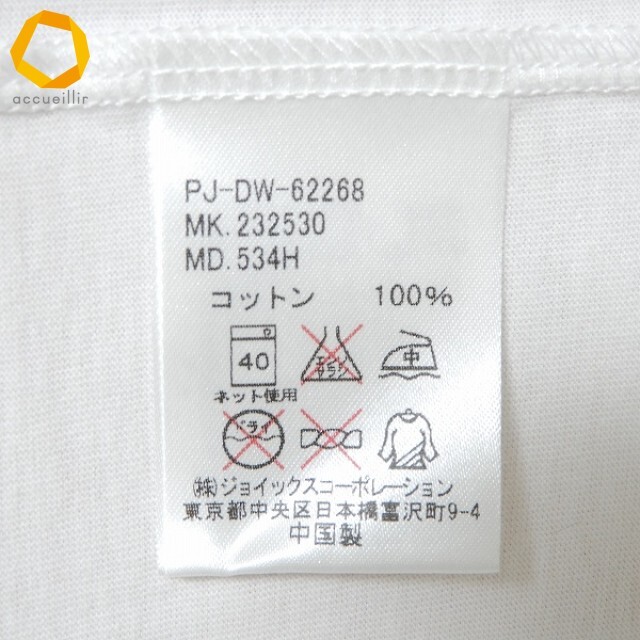 accueillir
PJ-DW-62268
MK.232530
MD.534H
コットン 100%
40 エンソ サラシ 中
ネット使用
ドライ
㈱ジョイックスコーポレーション
東京都中央区日本橋富沢町9-4
中国製